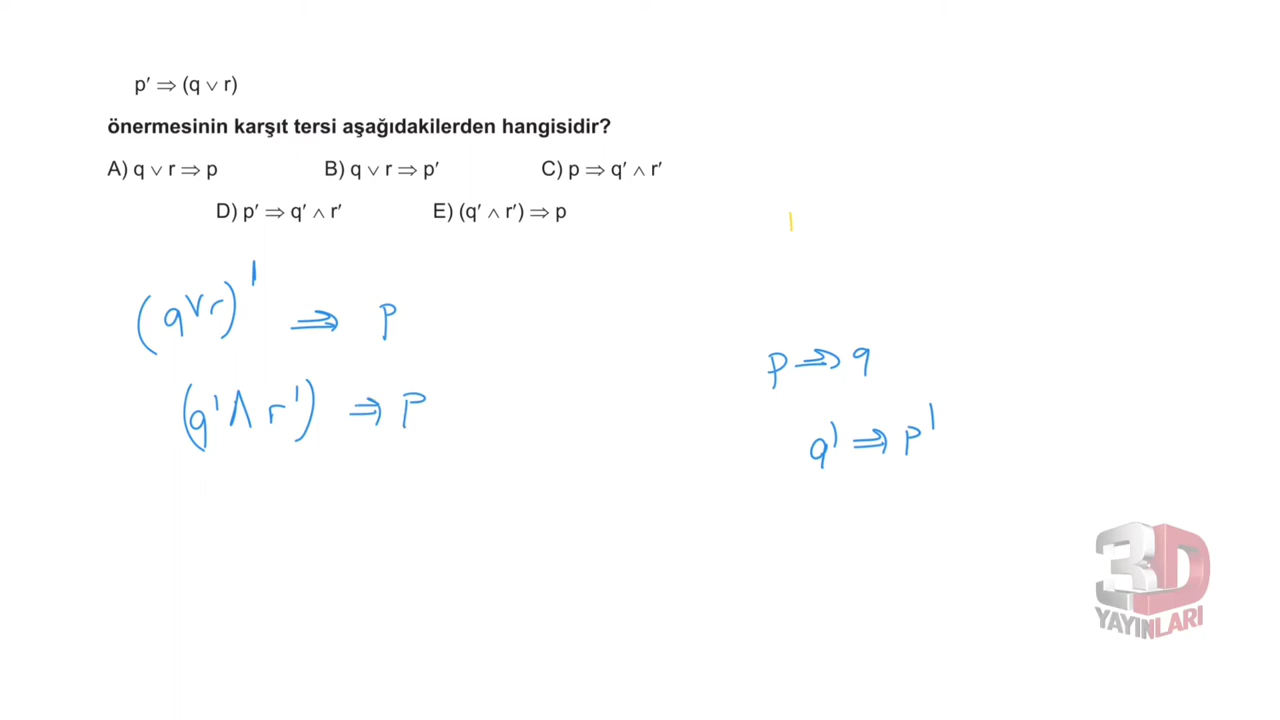 p′ ⇒ (q ∨ r)
önermesinin karşıt tersi aşağıdakilerden hangisidir?
A) q ∨ r ⇒ p B) q ∨ r ⇒ p′ C) p ⇒ q′ ∧ r′
D) p′ ⇒ q′ ∧ r′ E) (q′ ∧ r′) ⇒ p
(q ∨ r)' ⇒ p
(q' ∧ r') ⇒ p
p ⇒ q
q' ⇒ p'
3D
YAYINLARI